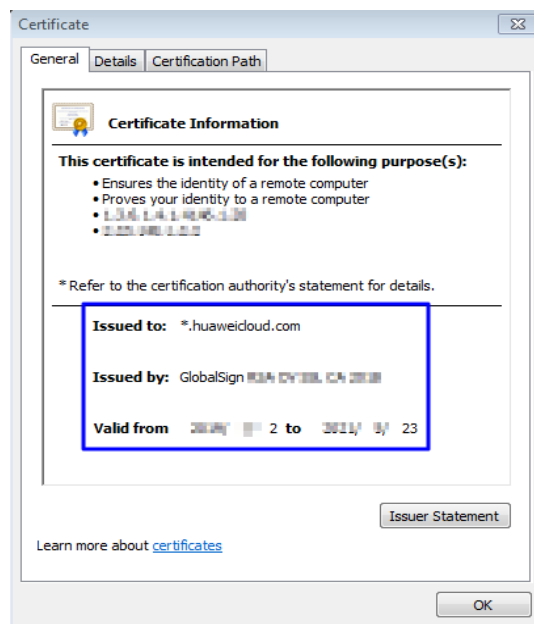 Certificate
General Details Certification Path
Certificate Information
This certificate is intended for the following purpose(s):
• Ensures the identity of a remote computer
• Proves your identity to a remote computer
•
•
* Refer to the certification authority's statement for details.
Issued to: *.huaweicloud.com
Issued by: GlobalSign
Valid from 2 to 23
Issuer Statement
Learn more about certificates
OK